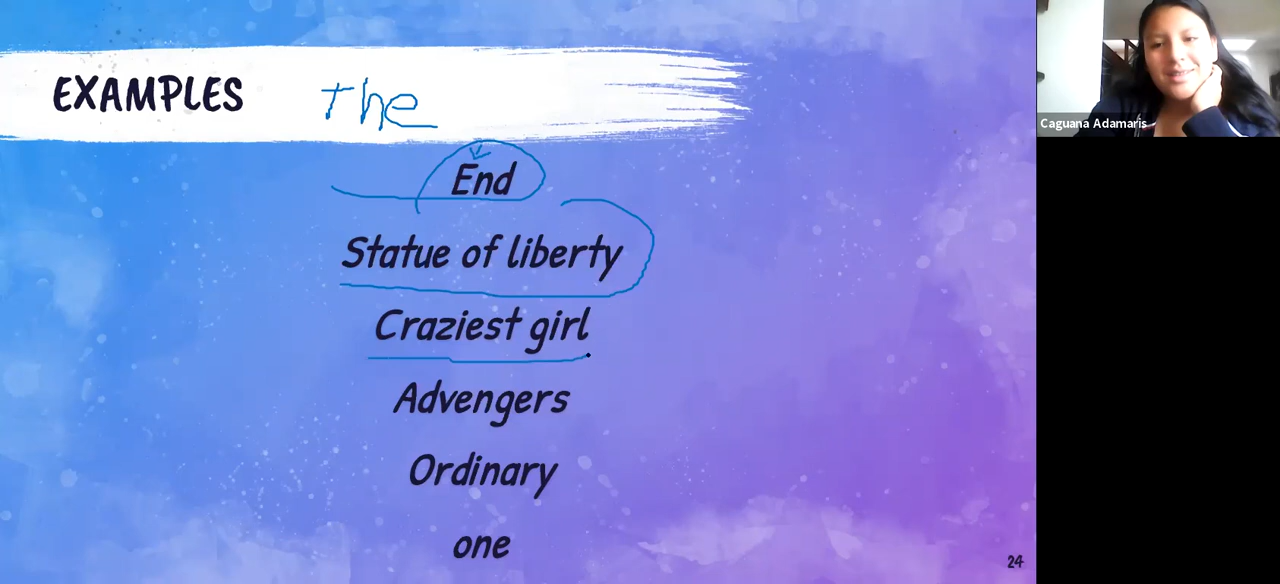 EXAMPLES The
End
Statue of liberty
Craziest girl
Advengers
Ordinary
one
24
Caguana Adamaris